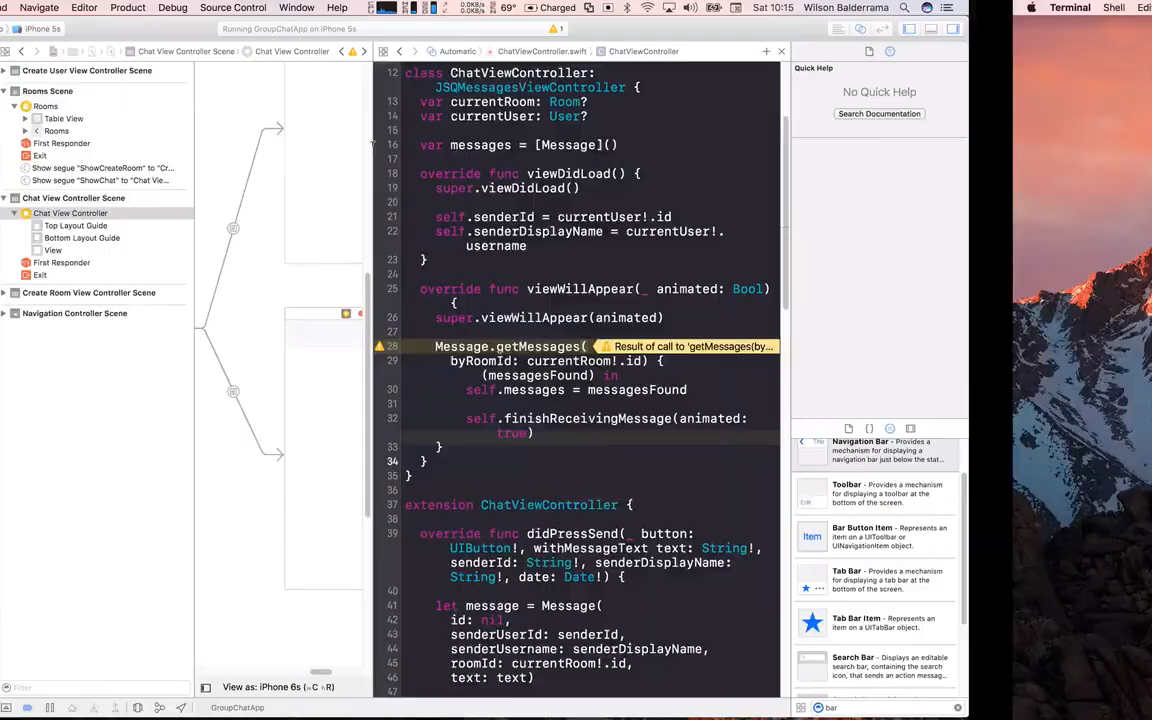 Navigate Editor Product Debug Source Control Window Help 0.0KB/s 0.0KB/s 69° Charged Sat 10:15 Wilson Balderrama Terminal Shell Edi
iPhone 5s Running GroupChatApp on iPhone 5s 1
Chat View Controller Scene Chat View Controller Automatic ChatViewController.swift ChatViewController
Create User View Controller Scene
Rooms Scene
Rooms
Table View
Rooms
First Responder
Exit
Show segue "ShowCreateRoom" to "Cr...
Show segue "ShowChat" to "Chat Vie...
Chat View Controller Scene
Chat View Controller
Top Layout Guide
Bottom Layout Guide
View
First Responder
Exit
Create Room View Controller Scene
Navigation Controller Scene
Filter
View as: iPhone 6s (⌘C ⌘R)
12 class ChatViewController:
JSQMessagesViewController {
13 var currentRoom: Room?
14 var currentUser: User?
15
16 var messages = [Message]()
17
18 override func viewDidLoad() {
19 super.viewDidLoad()
20
21 self.senderId = currentUser!.id
22 self.senderDisplayName = currentUser!.
username
23 }
24
25 override func viewWillAppear(_ animated: Bool)
{
26 super.viewWillAppear(animated)
27
28 Message.getMessages( Result of call to 'getMessages(by...
29 byRoomId: currentRoom!.id) {
(messagesFound) in
30 self.messages = messagesFound
31
32 self.finishReceivingMessage(animated:
true)
33 }
34 }
35 }
36
37 extension ChatViewController {
38
39 override func didPressSend(_ button:
UIButton!, withMessageText text: String!,
senderId: String!, senderDisplayName:
String!, date: Date!) {
40
41 let message = Message(
42 id: nil,
43 senderUserId: senderId,
44 senderUsername: senderDisplayName,
45 roomId: currentRoom!.id,
46 text: text)
47
GroupChatApp
Quick Help
No Quick Help
Search Documentation
Title Navigation Bar - Provides a
mechanism for displaying a
navigation bar just below the stat...
Edit Toolbar - Provides a mechanism
for displaying a toolbar at the
bottom of the screen.
Item Bar Button Item - Represents an
item on a UIToolbar or
UINavigationItem object.
Tab Bar - Provides a mechanism
for displaying a tab bar at the
bottom of the screen.
Tab Bar Item - Represents an
item on a UITabBar object.
Search Bar - Displays an editable
search bar, containing the search
icon, that sends an action messag...
bar